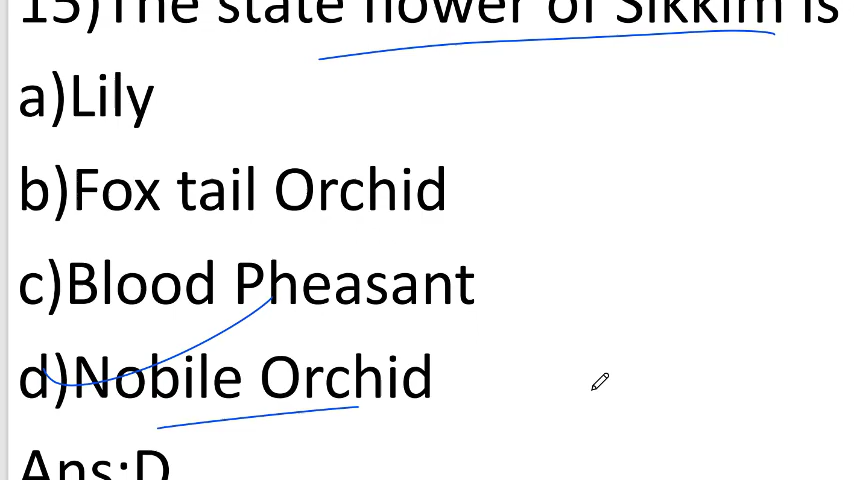 15)The state flower of Sikkim is
a)Lily
b)Fox tail Orchid
c)Blood Pheasant
d)Nobile Orchid
Ans:D